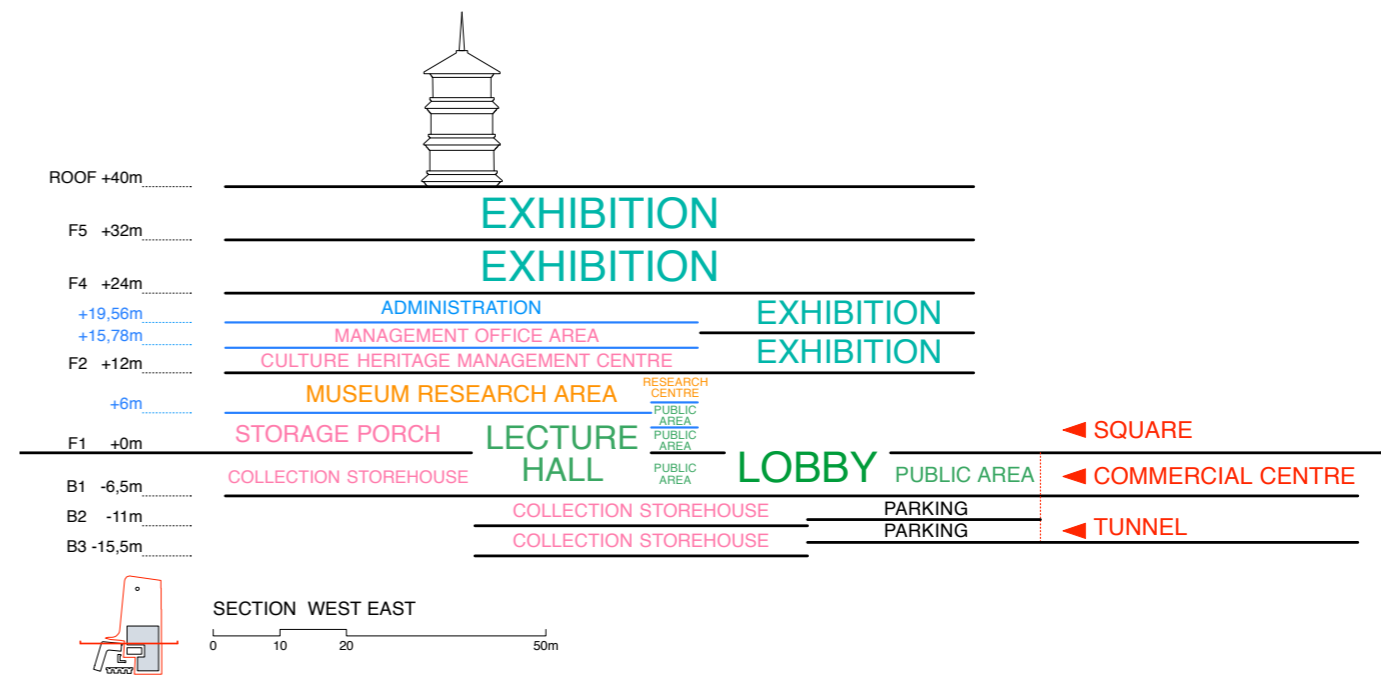 ROOF +40m
EXHIBITION
F5 +32m
EXHIBITION
F4 +24m
ADMINISTRATION
EXHIBITION
+19,56m
MANAGEMENT OFFICE AREA
+15,78m
EXHIBITION
F2 +12m
CULTURE HERITAGE MANAGEMENT CENTRE
MUSEUM RESEARCH AREA
RESEARCH
CENTRE
+6m
PUBLIC
AREA
STORAGE PORCH
LECTURE
HALL
PUBLIC
AREA
SQUARE
F1 +0m
COLLECTION STOREHOUSE
PUBLIC
AREA
LOBBY
PUBLIC AREA
COMMERCIAL CENTRE
B1 -6,5m
COLLECTION STOREHOUSE
PARKING
B2 -11m
COLLECTION STOREHOUSE
PARKING
TUNNEL
B3 -15,5m
SECTION WEST EAST
0 10 20 50m